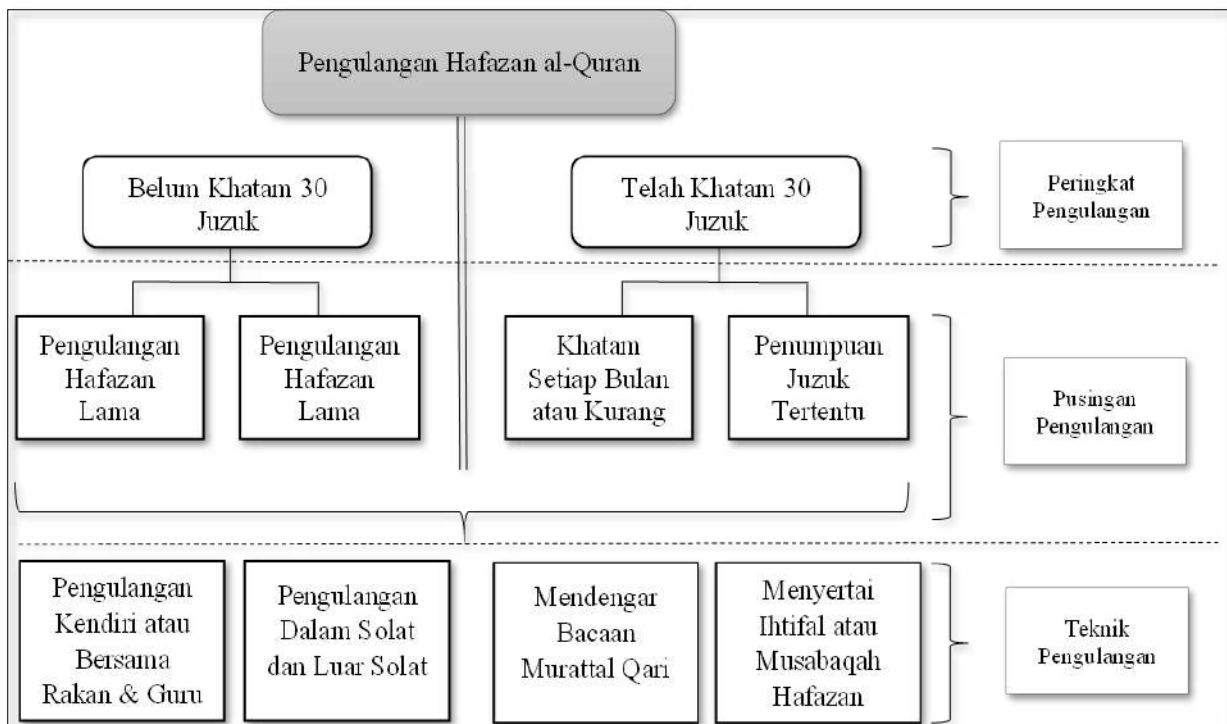 Pengulangan Hafazan al-Quran
Belum Khatam 30
Juzuk
Telah Khatam 30
Juzuk
Peringkat
Pengulangan
Pengulangan
Hafazan
Lama
Pengulangan
Hafazan
Lama
Khatam
Setiap Bulan
atau Kurang
Penumpuan
Juzuk
Tertentu
Pusingan
Pengulangan
Pengulangan
Kendiri atau
Bersama
Rakan & Guru
Pengulangan
Dalam Solat
dan Luar Solat
Mendengar
Bacaan
Murattal Qari
Menyertai
Ihtifal atau
Musabaqah
Hafazan
Teknik
Pengulangan